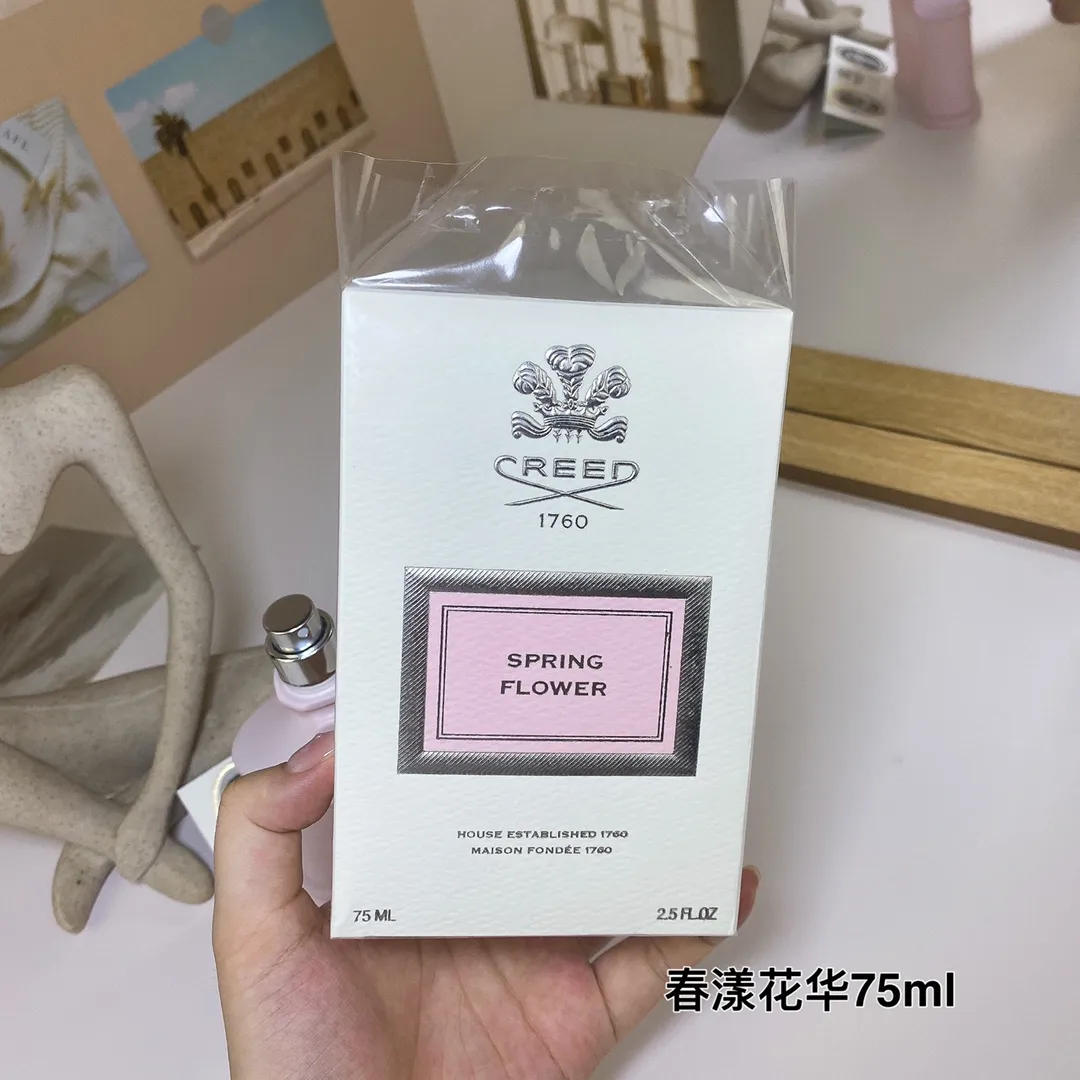 CREED
1760
SPRING
FLOWER
HOUSE ESTABLISHED 1760
MAISON FONDÉE 1760
75 ML
2.5 FL.OZ
春漾花华75ml